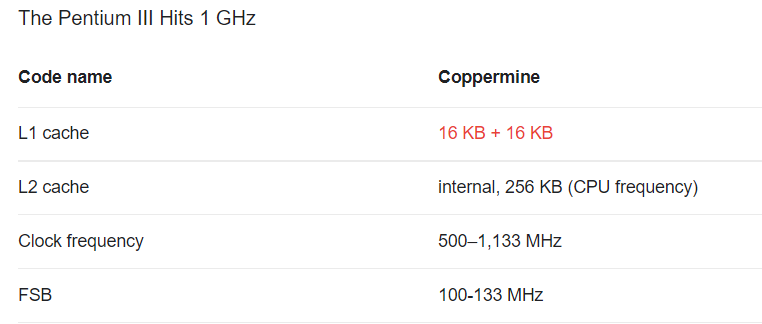 The Pentium III Hits 1 GHz
Code name Coppermine
L1 cache 16 KB + 16 KB
L2 cache internal, 256 KB (CPU frequency)
Clock frequency 500–1,133 MHz
FSB 100-133 MHz